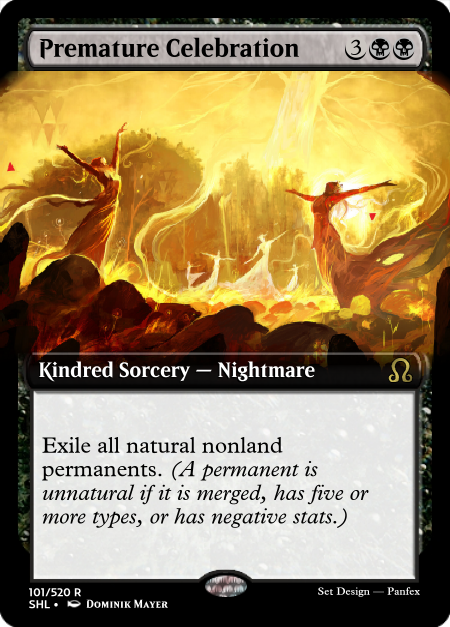 Premature Celebration 3
Kindred Sorcery — Nightmare
Exile all natural nonland
permanents. (A permanent is
unnatural if it is merged, has five or
more types, or has negative stats.)
101/520 R
Set Design — Panfex
SHL • Dominik Mayer